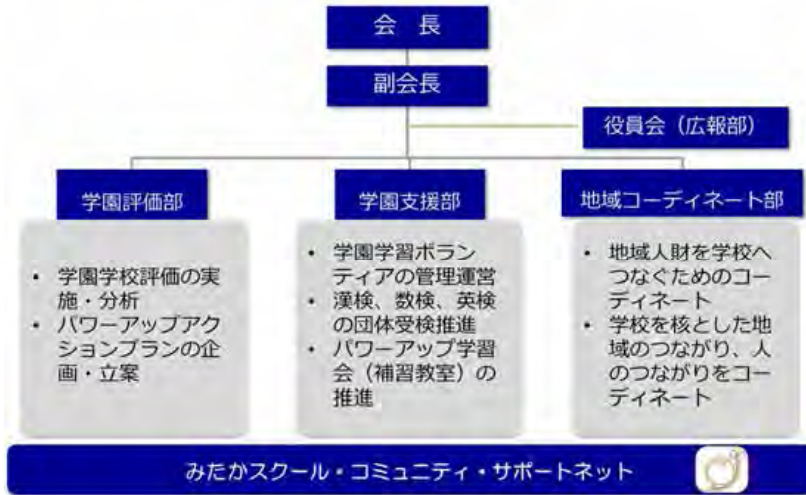 会　長
副会長
役員会（広報部）
学園評価部
・ 学園学校評価の実
施・分析
・ パワーアップアク
ションプランの企
画・立案
学園支援部
・ 学園学習ボラン
ティアの管理運営
・ 漢検、数検、英検
の団体受検推進
・ パワーアップ学習
会（補習教室）の
推進
地域コーディネート部
・ 地域人財を学校へ
つなぐためのコー
ディネート
・ 学校を核とした地
域のつながり、人
のつながりをコー
ディネート
みたかスクール・コミュニティ・サポートネット